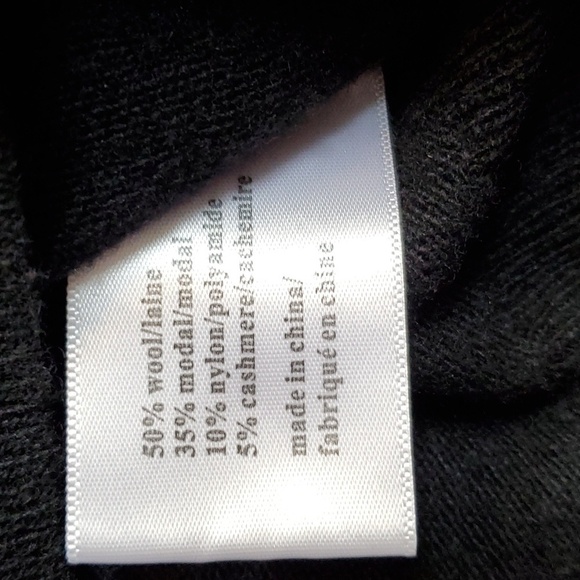 50% wool/laine
35% modal/modal
10% nylon/polyamide
5% cashmere/cachemire
made in china/
fabriqué en chine